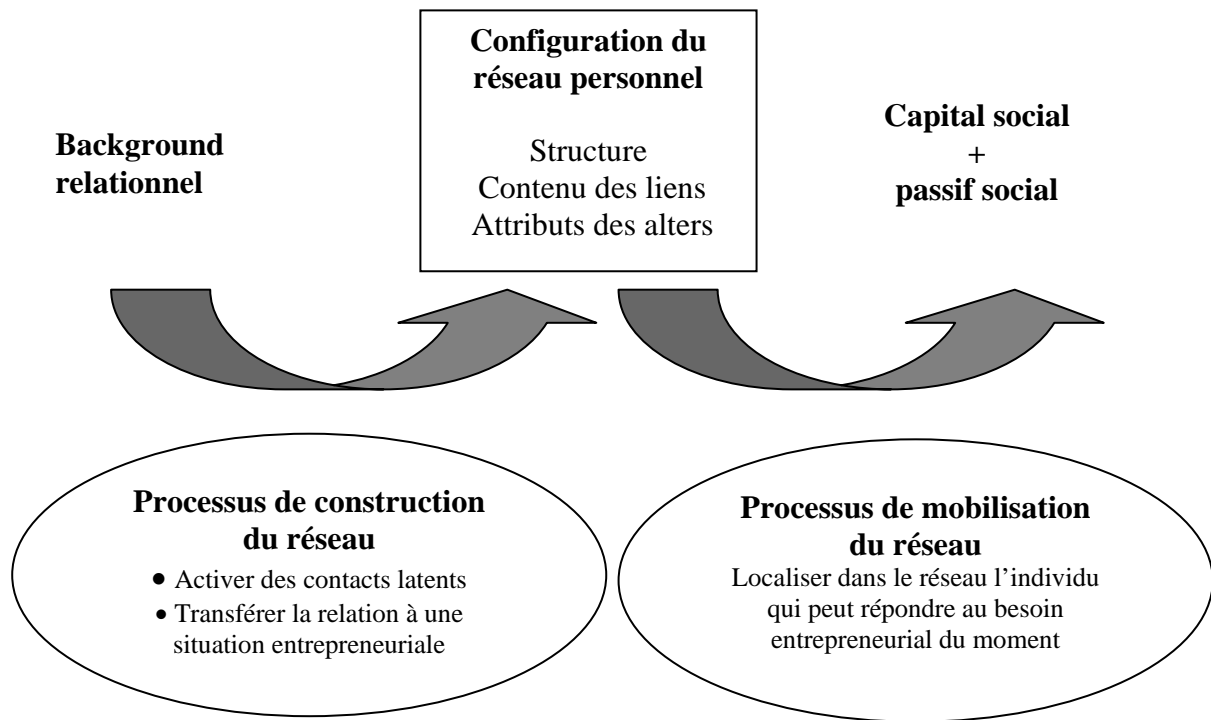 Configuration du
réseau personnel
Structure
Contenu des liens
Attributs des alters
Background
relationnel
Capital social
+
passif social
Processus de construction
du réseau
• Activer des contacts latents
• Transférer la relation à une
situation entrepreneuriale
Processus de mobilisation
du réseau
Localiser dans le réseau l’individu
qui peut répondre au besoin
entrepreneurial du moment